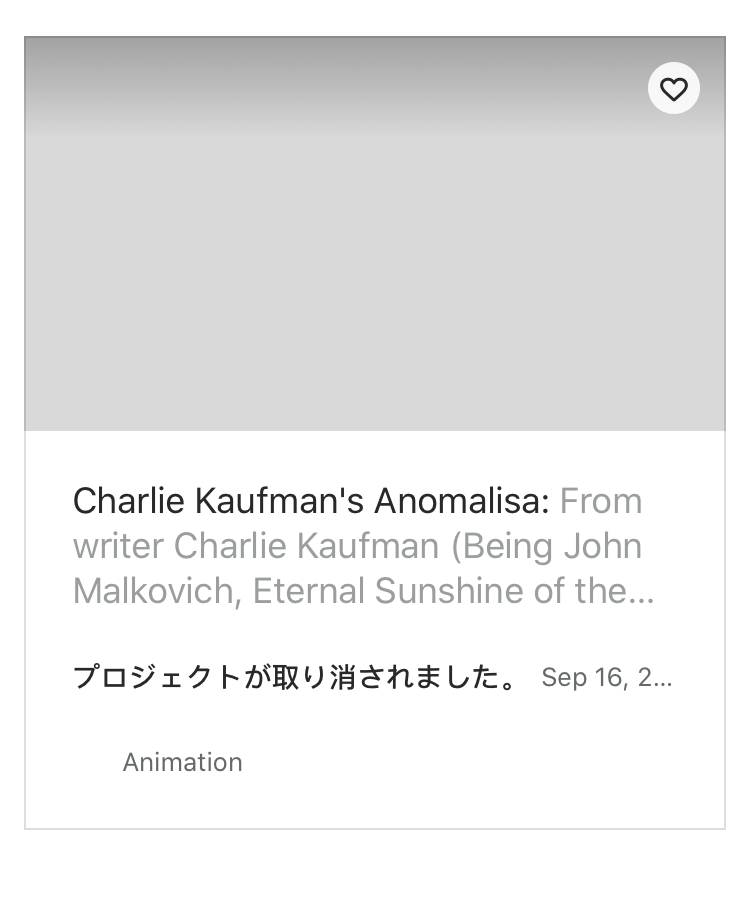 Charlie Kaufman's Anomalisa: From
writer Charlie Kaufman (Being John
Malkovich, Eternal Sunshine of the...
プロジェクトが取り消されました。 Sep 16, 2...
Animation